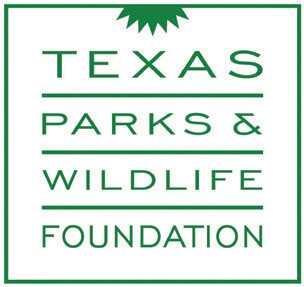 TEXAS
PARKS &
WILDLIFE
FOUNDATION